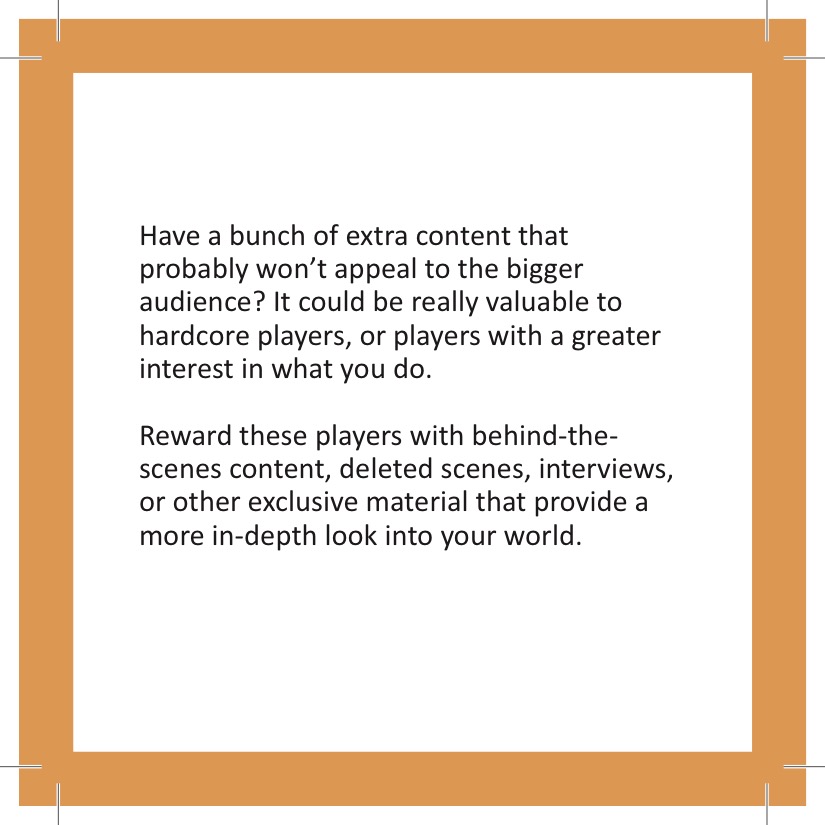 Have a bunch of extra content that
probably won’t appeal to the bigger
audience? It could be really valuable to
hardcore players, or players with a greater
interest in what you do.
Reward these players with behind-the-
scenes content, deleted scenes, interviews,
or other exclusive material that provide a
more in-depth look into your world.